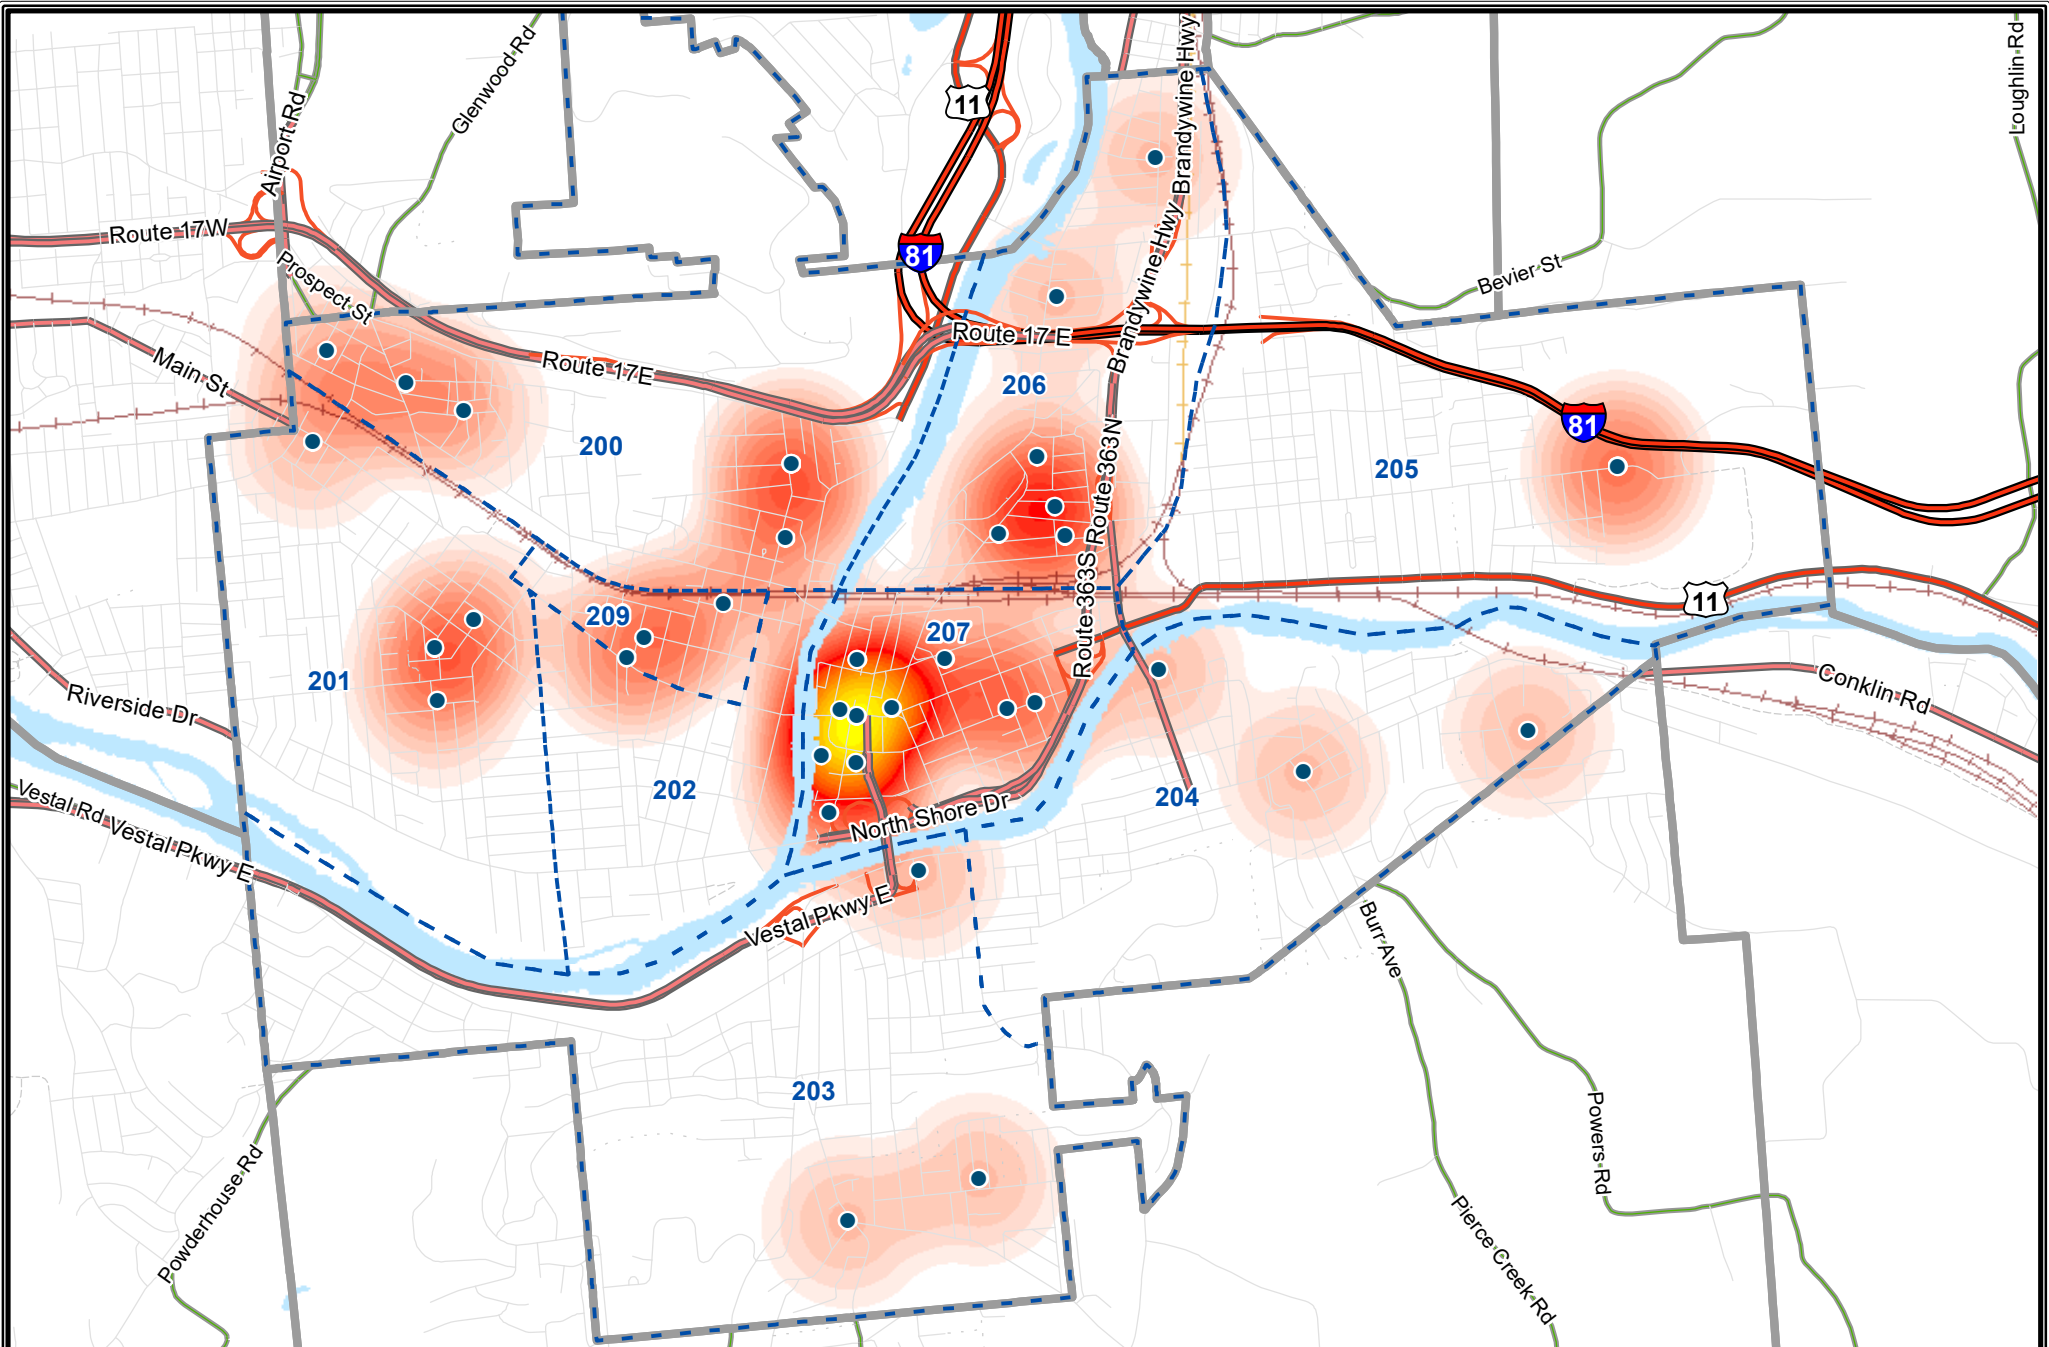 Glenwood Rd
Airport Rd
11
Brandywine Hwy
Brandywine Hwy
Brandywine Hwy
Loughlin Rd
Route 17W
81
Prospect St
Bevier St
Route 17 E
Main St
Route 17E
206
81
200
205
Route 363N
Route 363S
209
11
207
201
Riverside Dr
Conklin Rd
202
204
Vestal Rd
North Shore Dr
Vestal Pkwy E
Vestal Pkwy E
Burr Ave
203
Powers Rd
Powderhouse Rd
Pierce Creek Rd